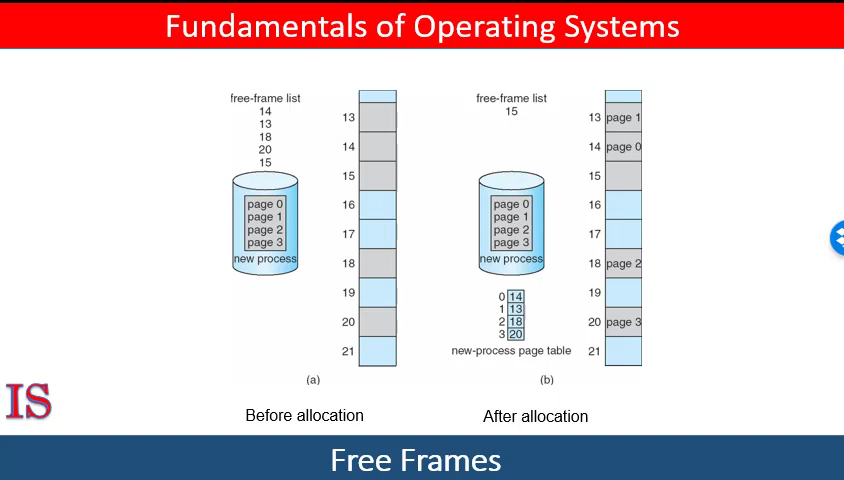 Fundamentals of Operating Systems
free-frame list
14
13
18
20
15
page 0
page 1
page 2
page 3
new process
13
14
15
16
17
18
19
20
21
(a)
Before allocation
free-frame list
15
page 0
page 1
page 2
page 3
new process
0 14
1 13
2 18
3 20
new-process page table
13 page 1
14 page 0
15
16
17
18 page 2
19
20 page 3
21
(b)
After allocation
IS
Free Frames